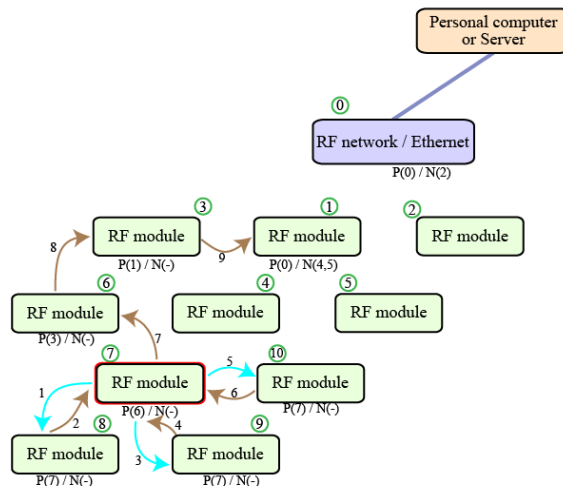 Personal computer
or Server
0
RF network / Ethernet
P(0) / N(2)
3
1
2
RF module
RF module
RF module
8
9
P(1) / N(-)
P(0) / N(4,5)
6
4
5
RF module
RF module
RF module
P(3) / N(-)
7
7
10
5
RF module
RF module
1
6
P(6) / N(-)
P(7) / N(-)
2
4
8
9
RF module
3
RF module
P(7) / N(-)
P(7) / N(-)